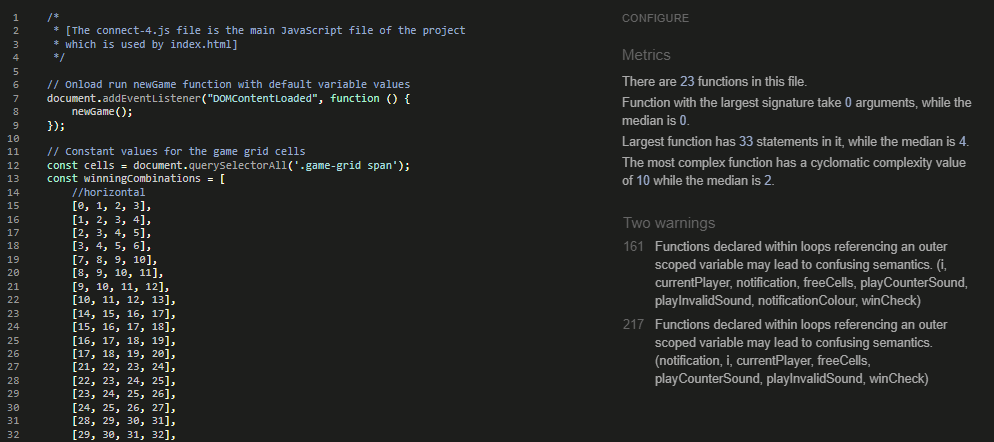 1 /*
2 * [The connect-4.js file is the main JavaScript file of the project
3 * which is used by index.html]
4 */
5
6 // Onload run newGame function with default variable values
7 document.addEventListener("DOMContentLoaded", function () {
8 newGame();
9 });
10
11 // Constant values for the game grid cells
12 const cells = document.querySelectorAll('.game-grid span');
13 const winningCombinations = [
14 //horizontal
15 [0, 1, 2, 3],
16 [1, 2, 3, 4],
17 [2, 3, 4, 5],
18 [3, 4, 5, 6],
19 [7, 8, 9, 10],
20 [8, 9, 10, 11],
21 [9, 10, 11, 12],
22 [10, 11, 12, 13],
23 [14, 15, 16, 17],
24 [15, 16, 17, 18],
25 [16, 17, 18, 19],
26 [17, 18, 19, 20],
27 [21, 22, 23, 24],
28 [22, 23, 24, 25],
29 [23, 24, 25, 26],
30 [24, 25, 26, 27],
31 [28, 29, 30, 31],
32 [29, 30, 31, 32],
CONFIGURE
Metrics
There are 23 functions in this file.
Function with the largest signature take 0 arguments, while the
median is 0.
Largest function has 33 statements in it, while the median is 4.
The most complex function has a cyclomatic complexity value
of 10 while the median is 2.
Two warnings
161 Functions declared within loops referencing an outer
scoped variable may lead to confusing semantics. (i,
currentPlayer, notification, freeCells, playCounterSound,
playInvalidSound, notificationColour, winCheck)
217 Functions declared within loops referencing an outer
scoped variable may lead to confusing semantics.
(notification, i, currentPlayer, freeCells,
playCounterSound, playInvalidSound, winCheck)